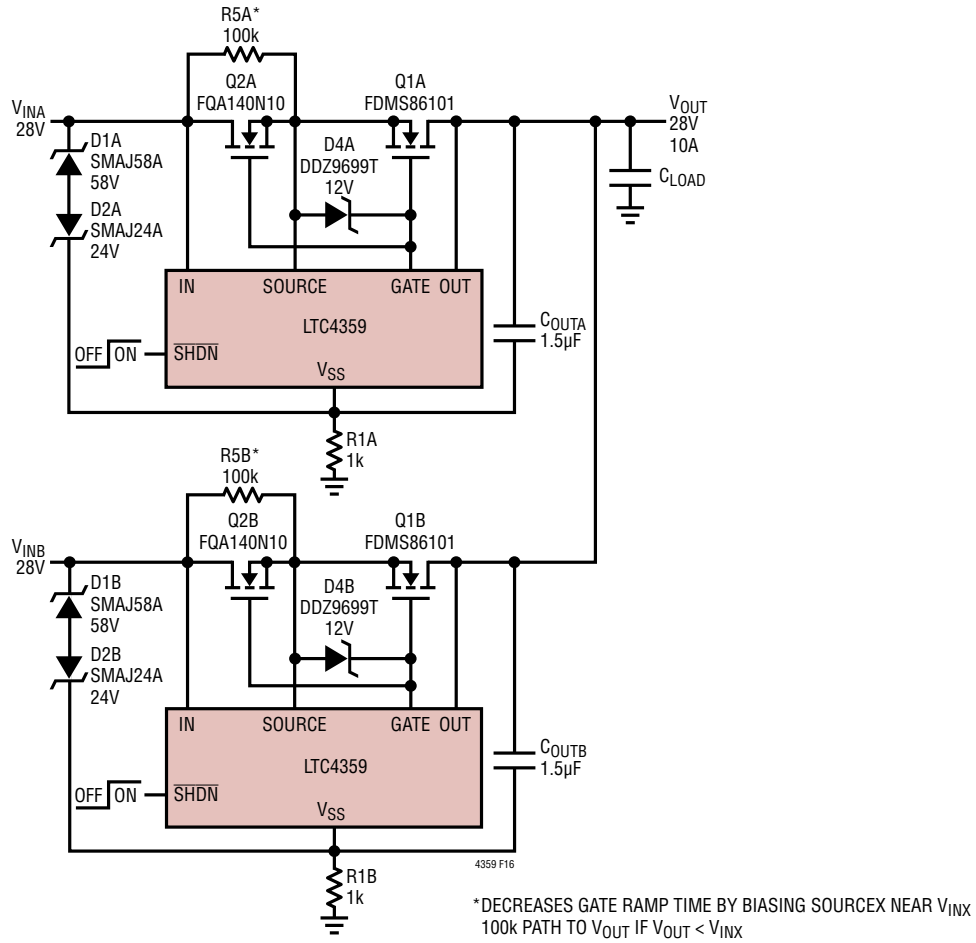 R5A*
100k
Q2A
FQA140N10
Q1A
FDMS86101
VINA
28V
VOUT
28V
10A
D1A
SMAJ58A
58V
D4A
DDZ9699T
12V
CLOAD
D2A
SMAJ24A
24V
IN
SOURCE
GATE
OUT
LTC4359
COUTA
1.5µF
OFF
ON
SHDN
VSS
R1A
1k
R5B*
100k
Q2B
FQA140N10
Q1B
FDMS86101
VINB
28V
D1B
SMAJ58A
58V
D4B
DDZ9699T
12V
D2B
SMAJ24A
24V
IN
SOURCE
GATE
OUT
LTC4359
COUTB
1.5µF
OFF
ON
SHDN
VSS
4359 F16
R1B
1k
*DECREASES GATE RAMP TIME BY BIASING SOURCEX NEAR VINX
100k PATH TO VOUT IF VOUT < VINX